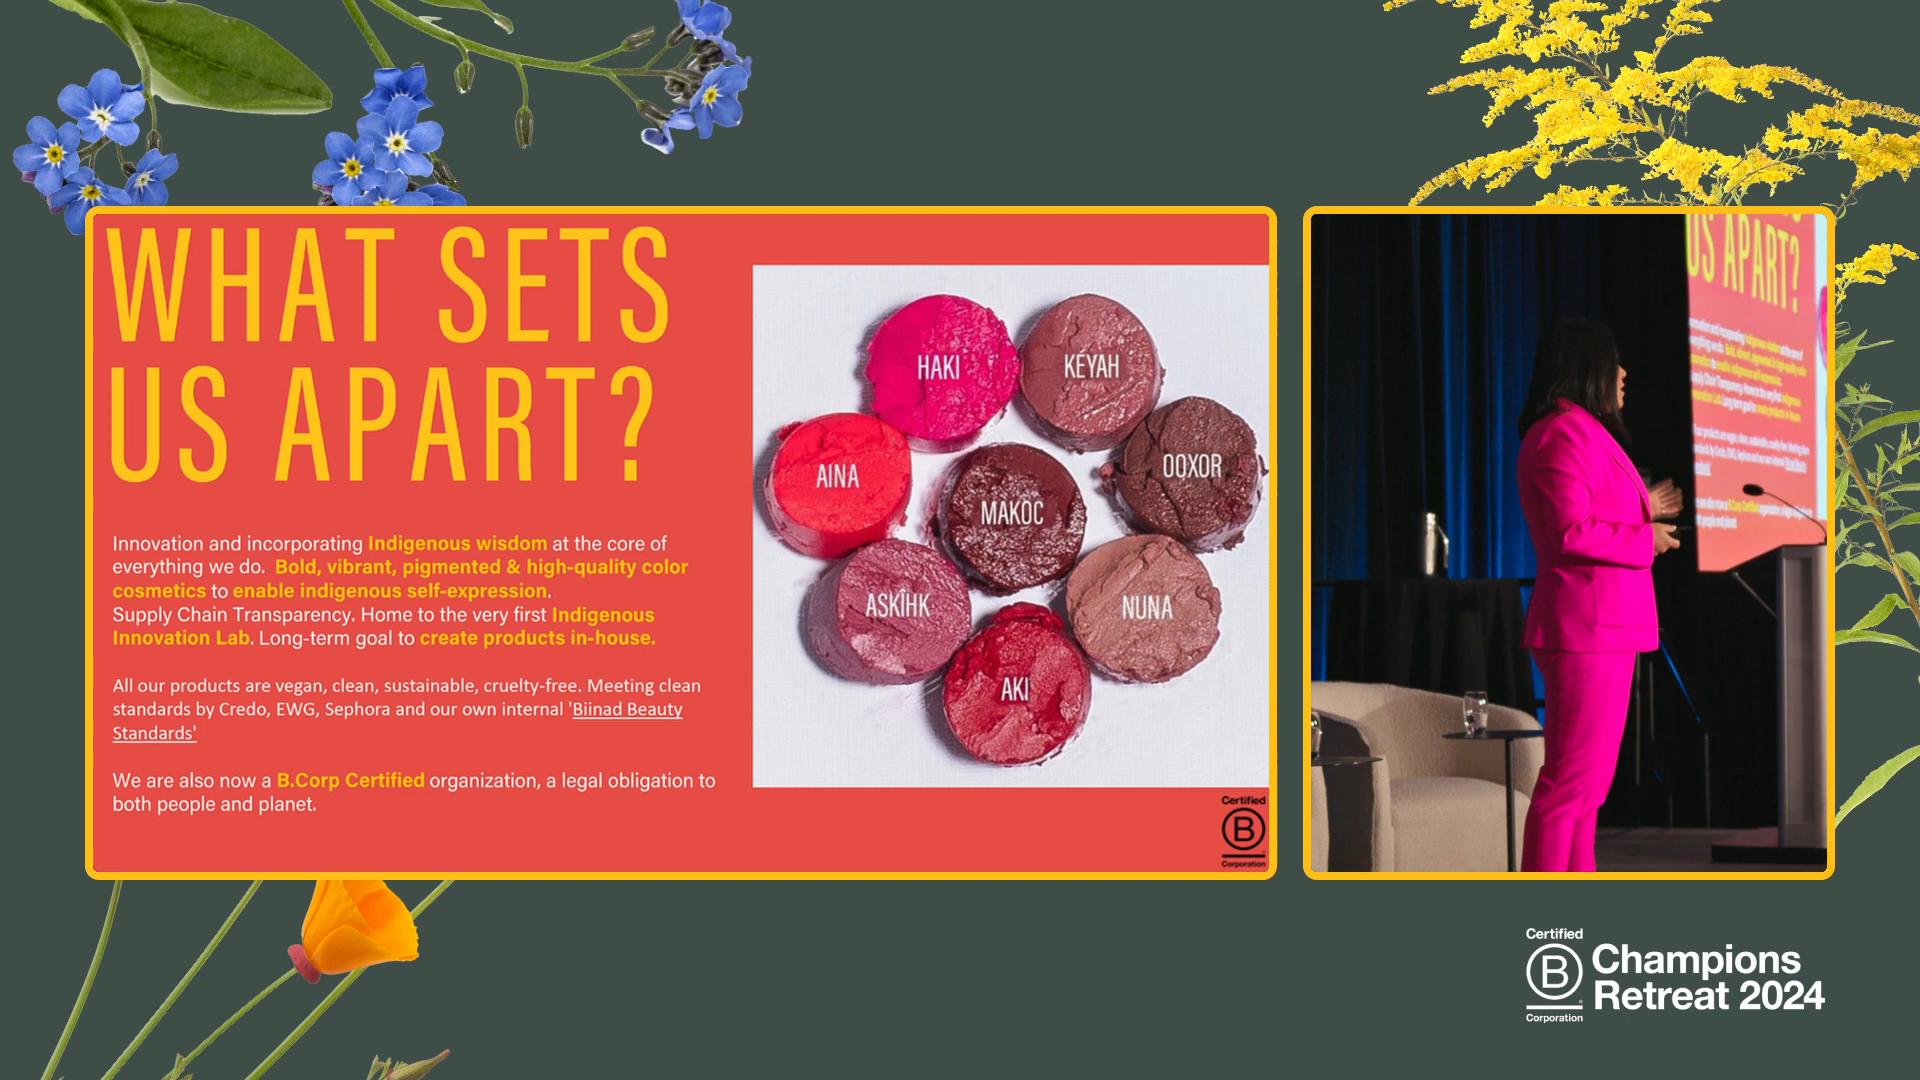 WHAT SETS
US APART?
Innovation and incorporating Indigenous wisdom at the core of
everything we do. Bold, vibrant, pigmented & high-quality color
cosmetics to enable indigenous self-expression.
Supply Chain Transparency. Home to the very first Indigenous
Innovation Lab. Long-term goal to create products in-house.
All our products are vegan, clean, sustainable, cruelty-free. Meeting clean
standards by Credo, EWG, Sephora and our own internal 'Biinad Beauty
Standards'
We are also now a B.Corp Certified organization, a legal obligation to
both people and planet.
HAKI
KÉYAH
AINA
OOXOR
MAKÖC
ASKÎHK
NUNA
AKI
Certified
B
Corporation
US APART?
Certified
B
Corporation
Champions
Retreat 2024